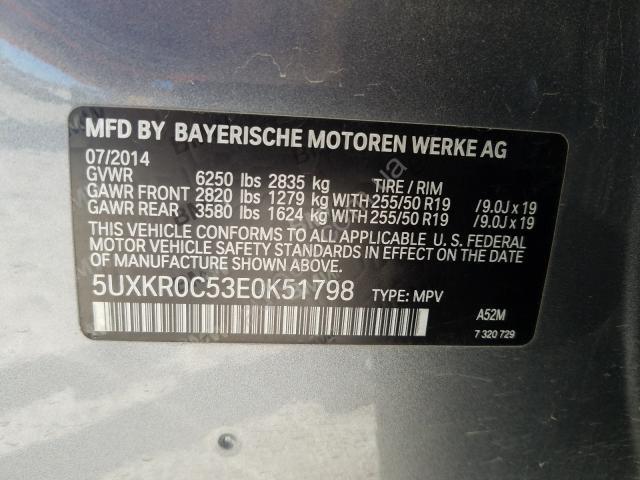 MFD BY BAYERISCHE MOTOREN WERKE AG
07/2014
GVWR 6250 lbs 2835 kg TIRE / RIM
GAWR FRONT 2820 lbs 1279 kg WITH 255/50 R19 /9.0J x 19
GAWR REAR 3580 lbs 1624 kg WITH 255/50 R19 /9.0J x 19
THIS VEHICLE CONFORMS TO ALL APPLICABLE U.S. FEDERAL
MOTOR VEHICLE SAFETY STANDARDS IN EFFECT ON THE DATE
OF MANUFACTURE SHOWN ABOVE.
5UXKR0C53E0K51798 TYPE: MPV
A52M
7 320 729